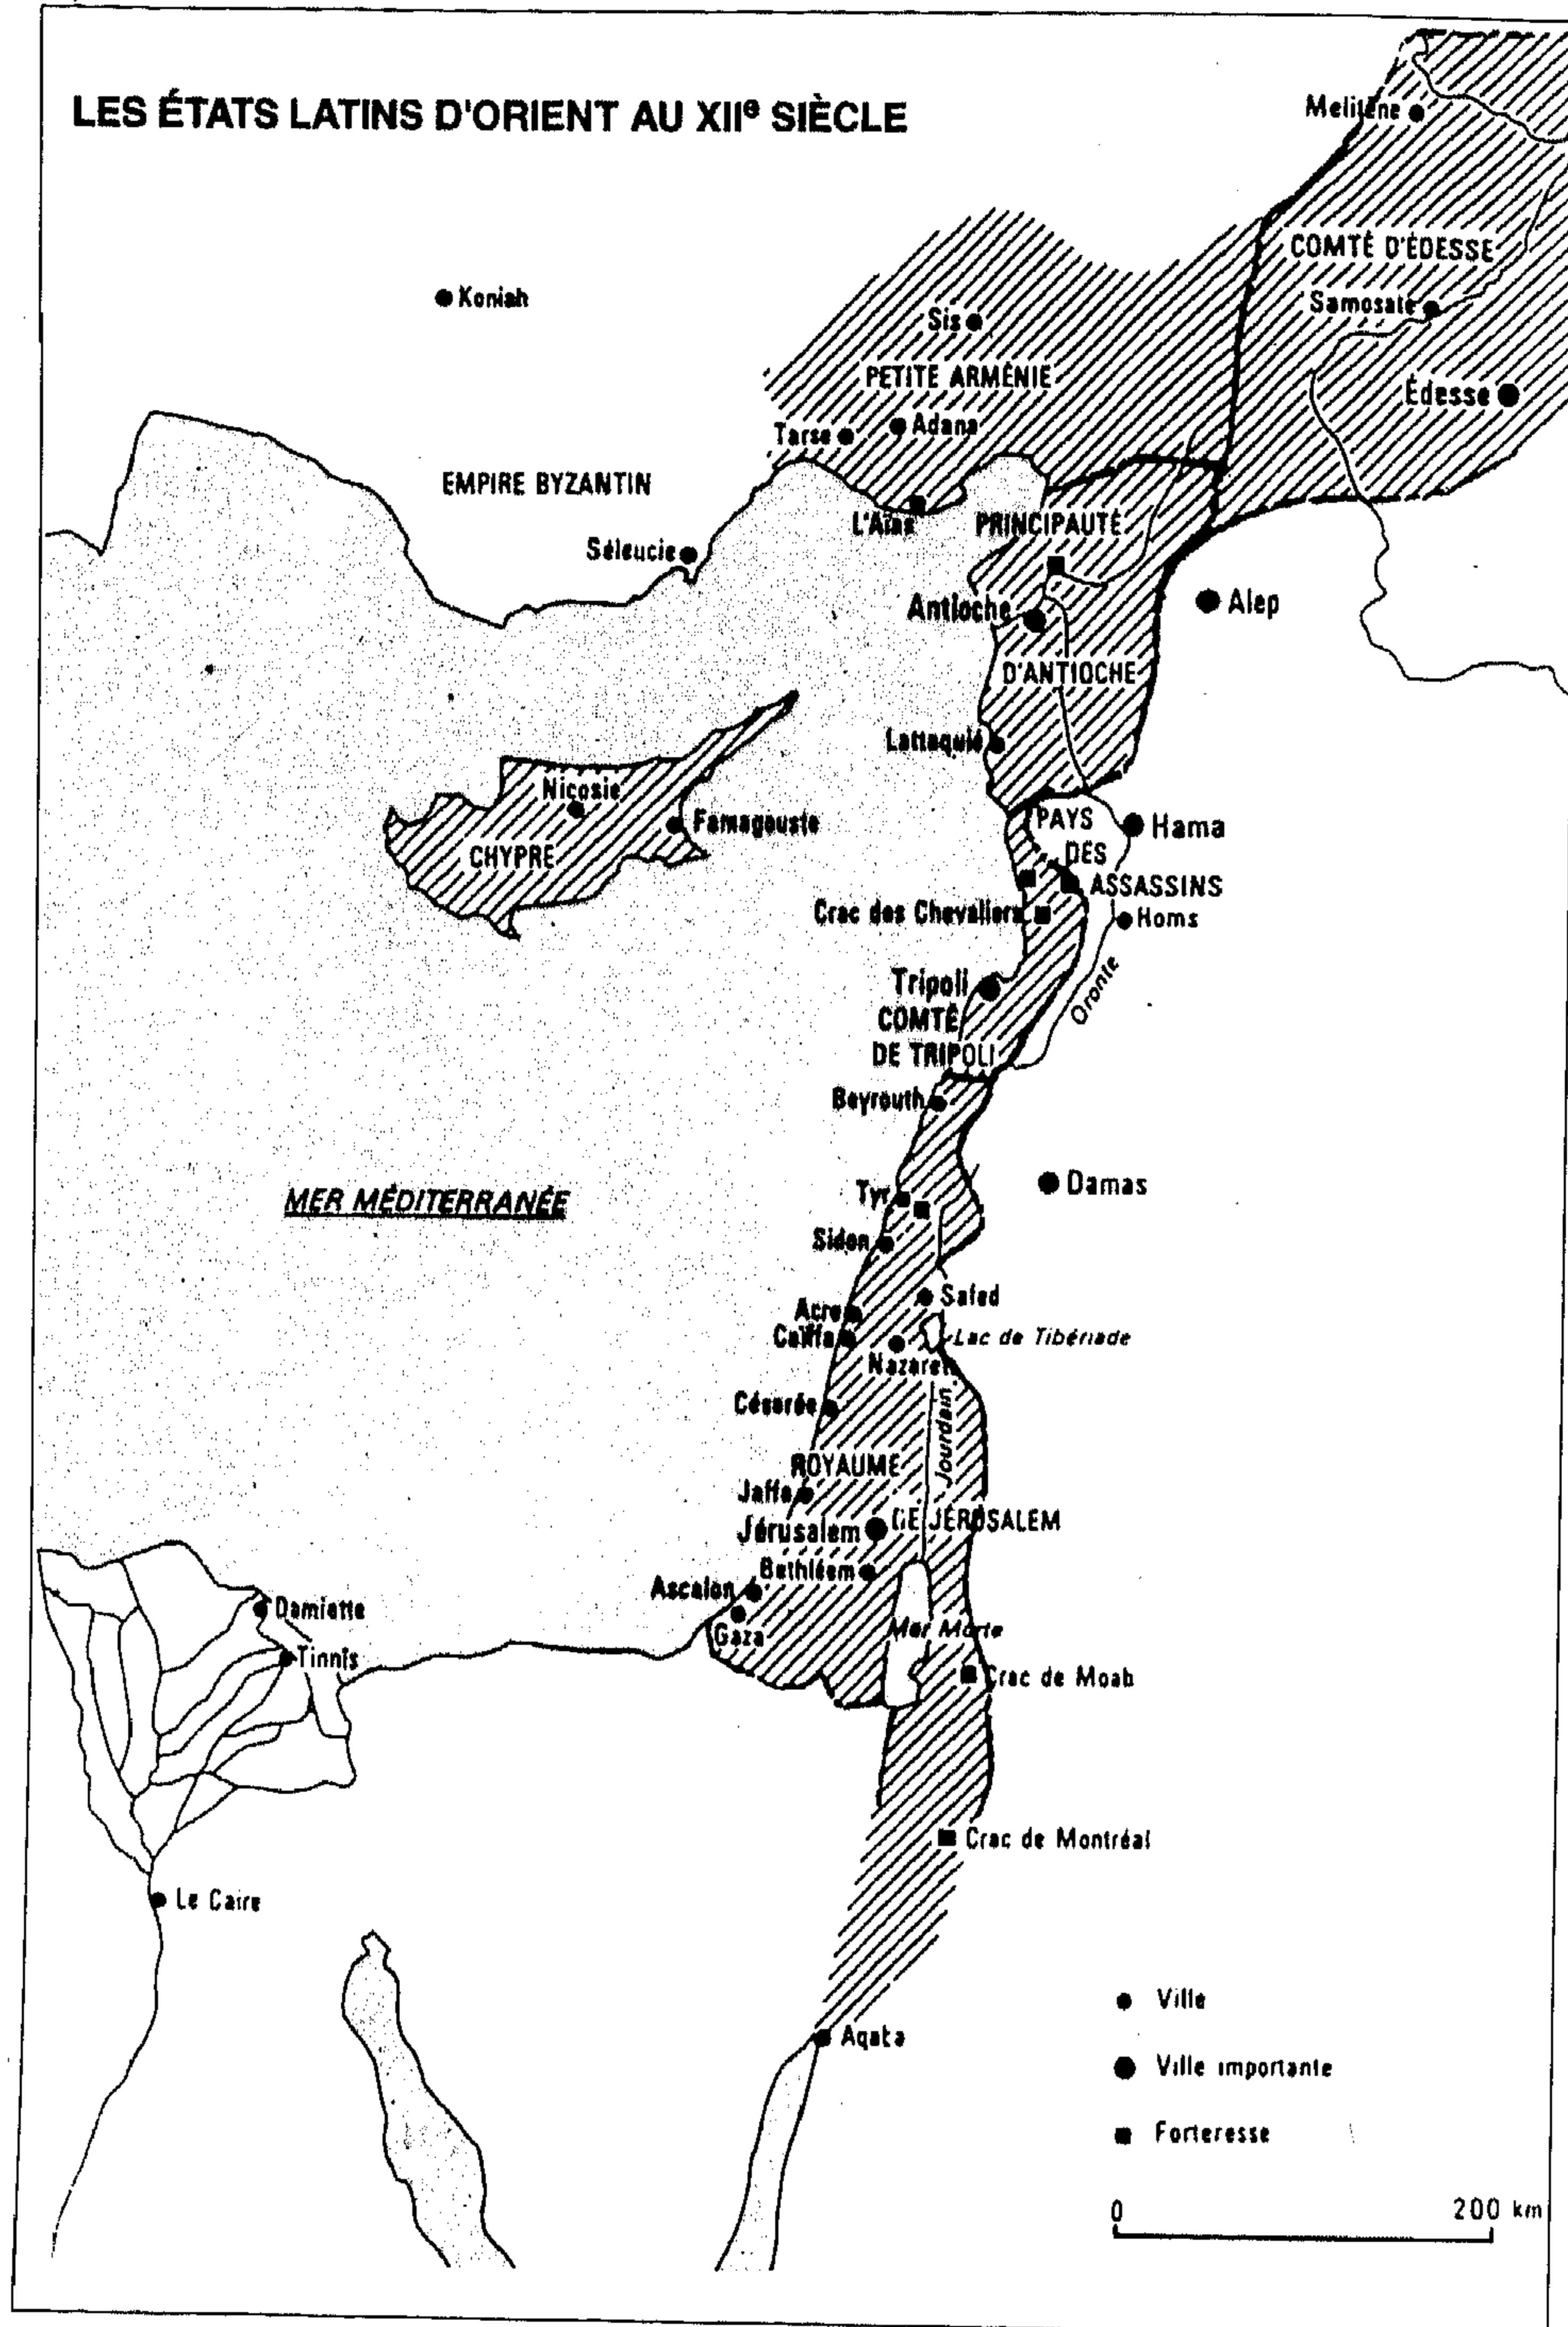 LES ÉTATS LATINS D'ORIENT AU XIIe SIÈCLE
Melitène
COMTÉ D'ÉDESSE
Koniah
Samosate
Sis
PETITE ARMÉNIE
Édesse
Tarse
Adana
EMPIRE BYZANTIN
L'Aïas
PRINCIPAUTÉ
Séleucie
Antioche
Alep
D'ANTIOCHE
Lattaquié
Nicosie
Famagouste
CHYPRE
PAYS
DES
ASSASSINS
Hama
Crac des Chevaliers
Homs
Tripoli
Oronte
COMTÉ
DE TRIPOLI
Beyrouth
MER MÉDITERRANÉE
Tyr
Damas
Sidon
Safed
Acre
Caïffa
Lac de Tibériade
Nazareth
Césarée
Jourdain
ROYAUME
DE JÉRUSALEM
Jaffa
Jérusalem
Bethléem
Ascalon
Gaza
Damiette
Tinnîs
Mer Morte
Crac de Moab
Crac de Montréal
Le Caire
Aqaba
Ville
Ville importante
Forteresse
0 200 km